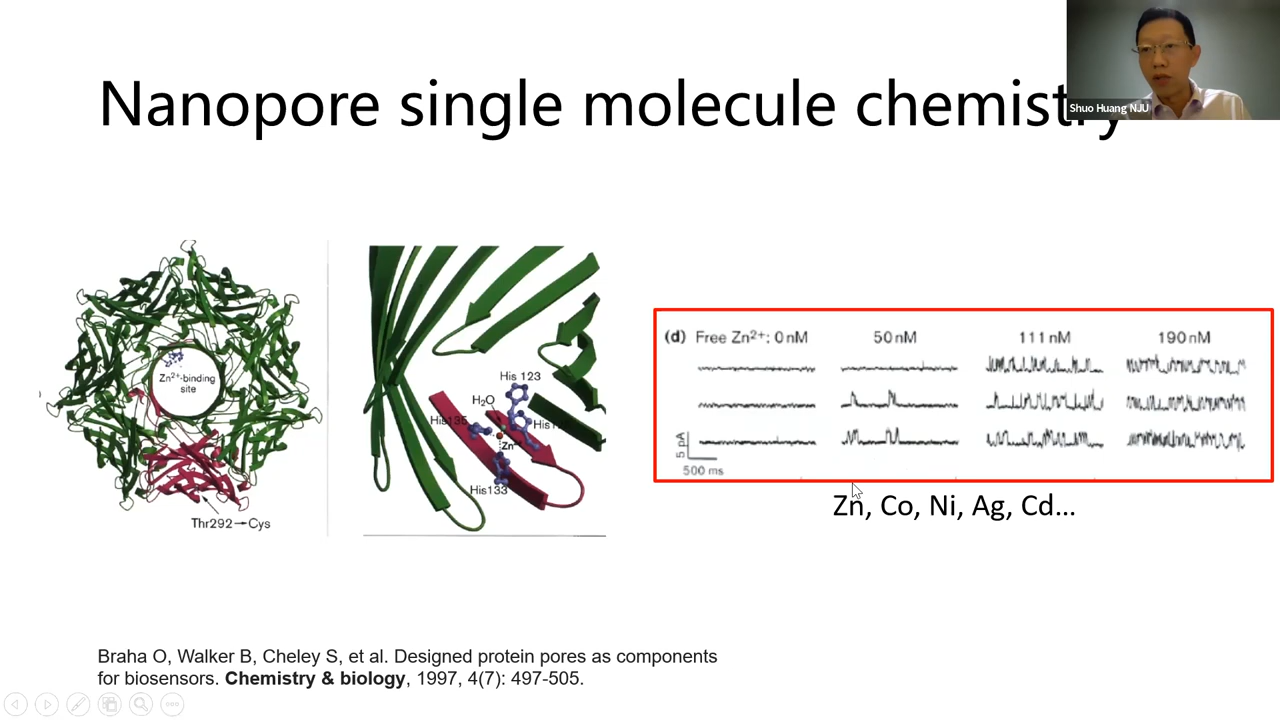 Nanopore single molecule chemistry
Shuo Huang NJU
Zn²⁺-binding
site
Thr292→Cys
His 123
H₂O
His135
Zn²⁺
His133
(d) Free Zn²⁺: 0 nM 50 nM 111 nM 190 nM
5 pA
500 ms
Zn, Co, Ni, Ag, Cd...
Braha O, Walker B, Cheley S, et al. Designed protein pores as components
for biosensors. Chemistry & biology, 1997, 4(7): 497-505.